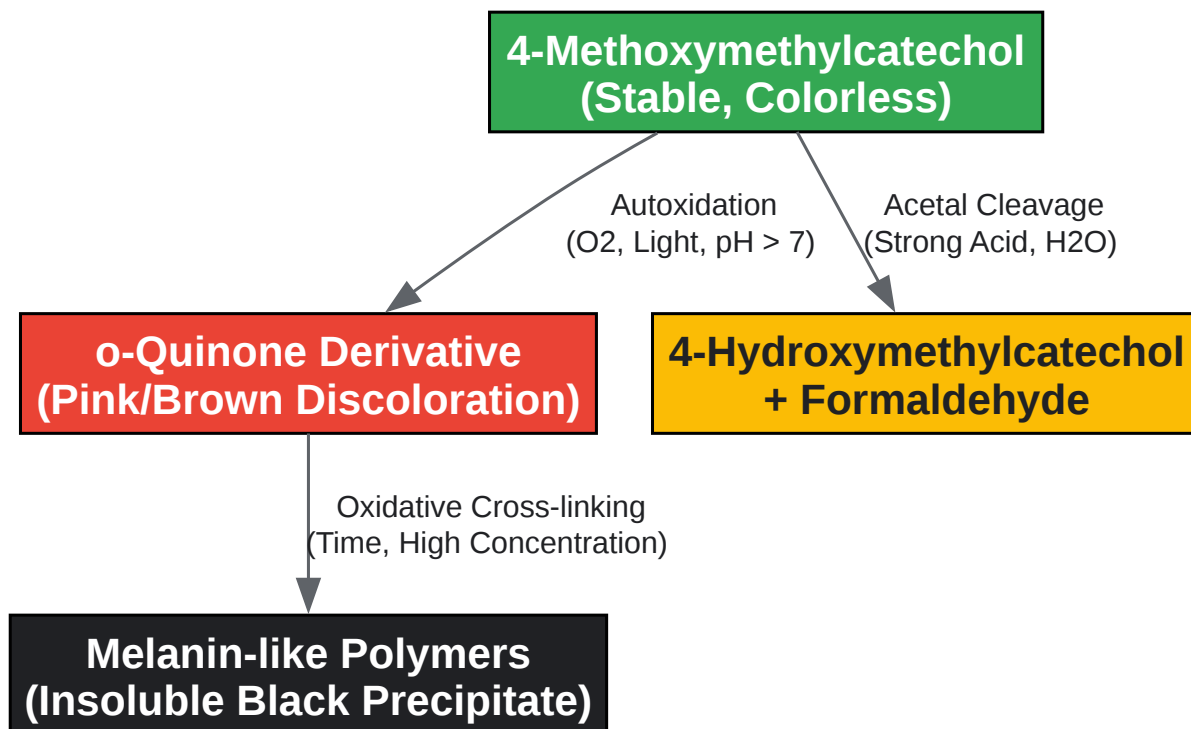 4-Methoxymethylcatechol
(Stable, Colorless)
Autoxidation
(O2, Light, pH > 7)
Acetal Cleavage
(Strong Acid, H2O)
o-Quinone Derivative
(Pink/Brown Discoloration)
4-Hydroxymethylcatechol
+ Formaldehyde
Oxidative Cross-linking
(Time, High Concentration)
Melanin-like Polymers
(Insoluble Black Precipitate)